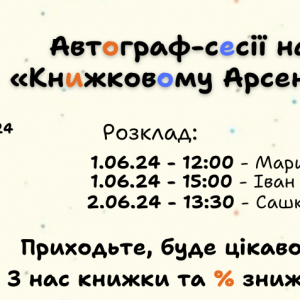 Автограф-сесії на
«Книжковому Арсен
24
Розклад:
1.06.24 - 12:00 - Мари
1.06.24 - 15:00 - Іван
2.06.24 - 13:30 - Сашк
Приходьте, буде цікаво
З нас книжки та % зниж